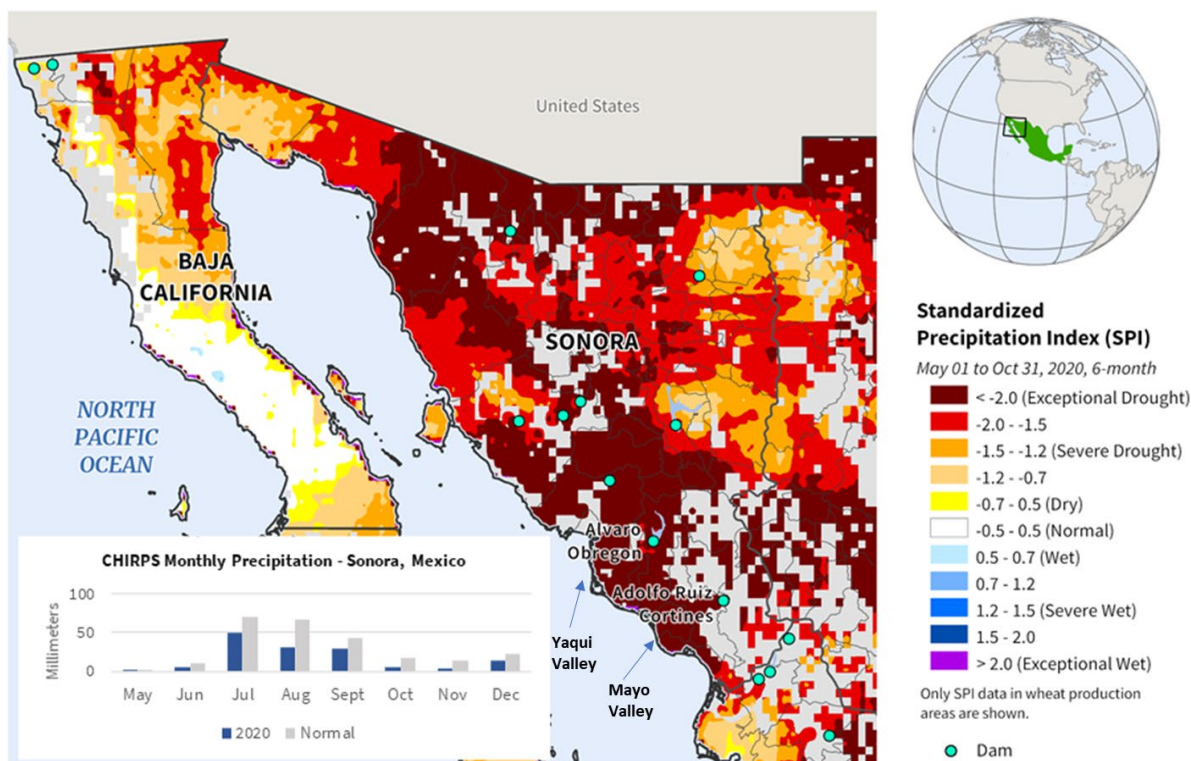 United States
BAJA
CALIFORNIA
SONORA
NORTH
PACIFIC
OCEAN
Alvaro
Obregon
Adolfo Ruiz
Cortines
Yaqui
Valley
Mayo
Valley
CHIRPS Monthly Precipitation - Sonora, Mexico
Millimeters
100
50
0
May Jun Jul Aug Sept Oct Nov Dec
2020 Normal
Standardized
Precipitation Index (SPI)
May 01 to Oct 31, 2020, 6-month
< -2.0 (Exceptional Drought)
-2.0 - -1.5
-1.5 - -1.2 (Severe Drought)
-1.2 - -0.7
-0.7 - 0.5 (Dry)
-0.5 - 0.5 (Normal)
0.5 - 0.7 (Wet)
0.7 - 1.2
1.2 - 1.5 (Severe Wet)
1.5 - 2.0
> 2.0 (Exceptional Wet)
Only SPI data in wheat production
areas are shown.
Dam